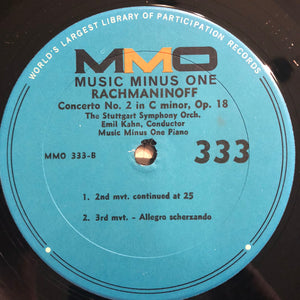 WORLD'S LARGEST LIBRARY OF PARTICIPATION RECORDS
MMO
MUSIC MINUS ONE
RACHMANINOFF
Concerto No. 2 in C minor, Op. 18
The Stuttgart Symphony Orch.
Emil Kahn, Conductor
Music Minus One Piano
MMO 333-B
333
1. 2nd mvt. continued at 25
2. 3rd mvt. - Allegro scherzando